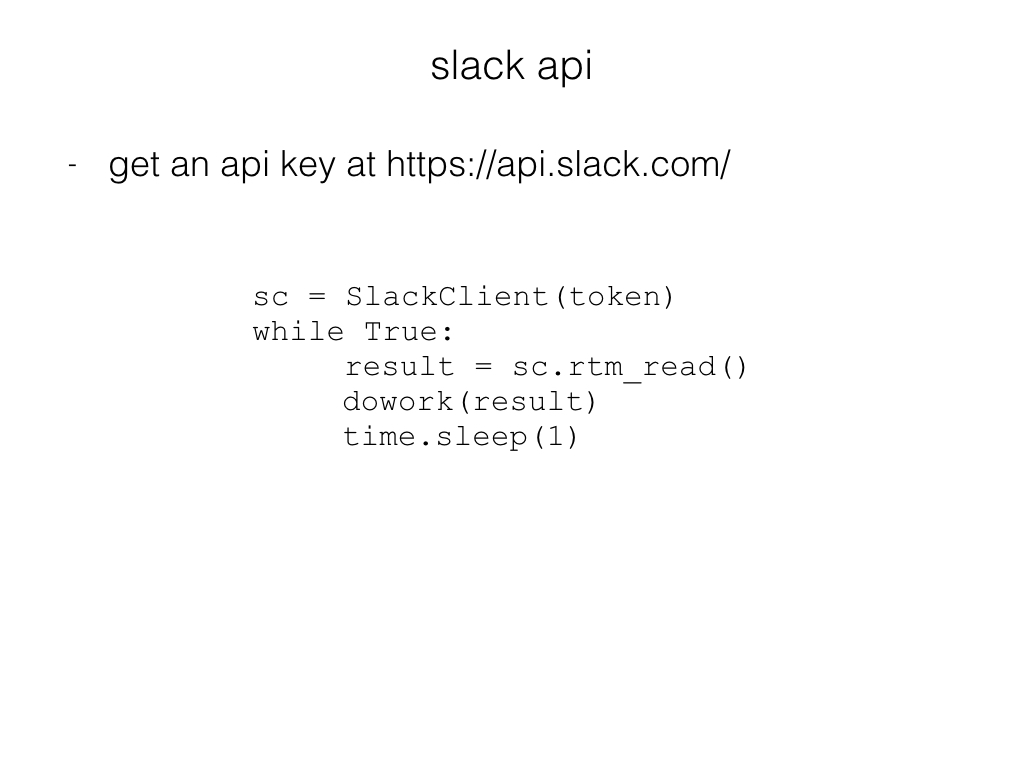 slack api
- get an api key at https://api.slack.com/
sc = SlackClient(token)
while True:
     result = sc.rtm_read()
     dowork(result)
     time.sleep(1)